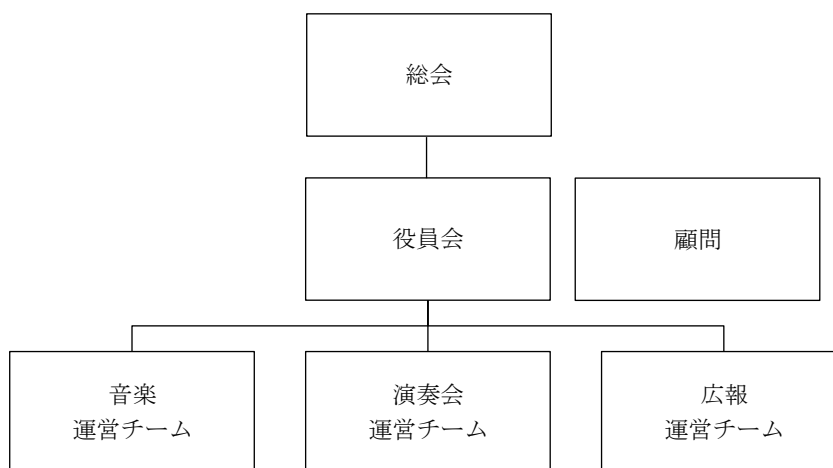 総会
役員会
顧問
音楽
運営チーム
演奏会
運営チーム
広報
運営チーム